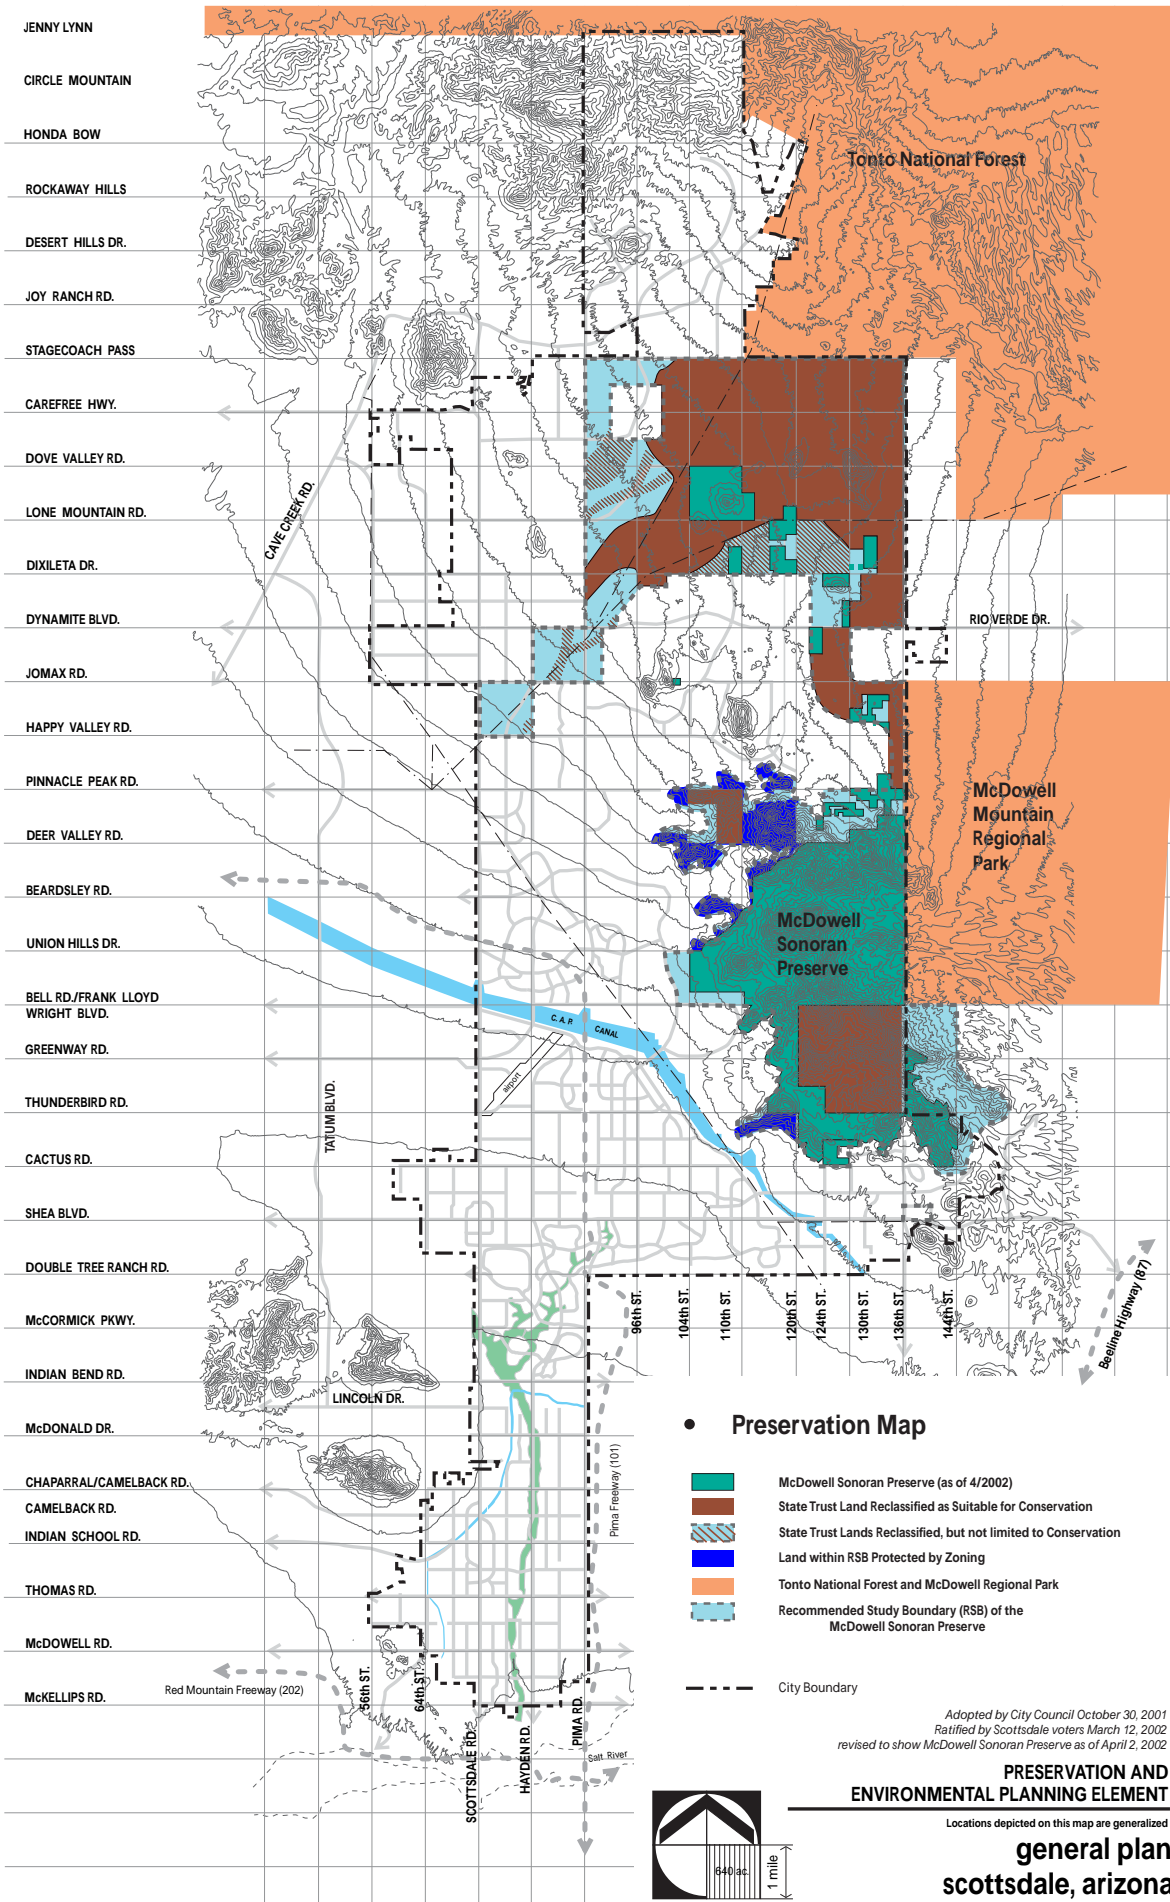 JENNY LYNN
CIRCLE MOUNTAIN
HONDA BOW
ROCKAWAY HILLS
DESERT HILLS DR.
JOY RANCH RD.
STAGECOACH PASS
CAREFREE HWY.
DOVE VALLEY RD.
LONE MOUNTAIN RD.
DIXILETA DR.
DYNAMITE BLVD.
JOMAX RD.
HAPPY VALLEY RD.
PINNACLE PEAK RD.
DEER VALLEY RD.
BEARDSLEY RD.
UNION HILLS DR.
BELL RD./FRANK LLOYD
WRIGHT BLVD.
GREENWAY RD.
THUNDERBIRD RD.
CACTUS RD.
SHEA BLVD.
DOUBLE TREE RANCH RD.
McCORMICK PKWY.
INDIAN BEND RD.
LINCOLN DR.
McDONALD DR.
CHAPARRAL/CAMELBACK RD.
CAMELBACK RD.
INDIAN SCHOOL RD.
THOMAS RD.
McDOWELL RD.
McKELLIPS RD.
Tonto National Forest
CAVE CREEK RD.
RIO VERDE DR.
McDowell
Mountain
Regional
Park
McDowell
Sonoran
Preserve
C. A. P.
CANAL
airport
TATUM BLVD.
96th ST.
104th ST.
110th ST.
120th ST.
124th ST.
130th ST.
136th ST.
144th ST.
Beeline Highway (87)
Pima Freeway (101)
Red Mountain Freeway (202)
56th ST.
64th ST.
SCOTTSDALE RD.
HAYDEN RD.
PIMA RD.
Salt River
• Preservation Map
McDowell Sonoran Preserve (as of 4/2002)
State Trust Land Reclassified as Suitable for Conservation
State Trust Lands Reclassified, but not limited to Conservation
Land within RSB Protected by Zoning
Tonto National Forest and McDowell Regional Park
Recommended Study Boundary (RSB) of the
McDowell Sonoran Preserve
City Boundary
Adopted by City Council October 30, 2001
Ratified by Scottsdale voters March 12, 2002
revised to show McDowell Sonoran Preserve as of April 2, 2002
PRESERVATION AND
ENVIRONMENTAL PLANNING ELEMENT
Locations depicted on this map are generalized
general plan
scottsdale, arizona
640 ac.
1 mile